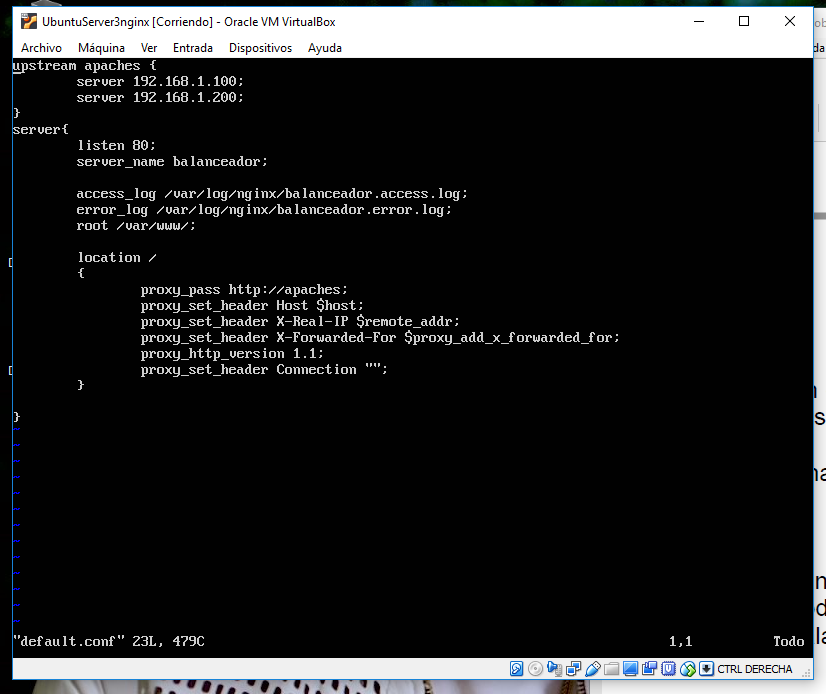 UbuntuServer3nginx [Corriendo] - Oracle VM VirtualBox
Archivo Máquina Ver Entrada Dispositivos Ayuda
upstream apaches {
server 192.168.1.100;
server 192.168.1.200;
}
server{
listen 80;
server_name balanceador;
access_log /var/log/nginx/balanceador.access.log;
error_log /var/log/nginx/balanceador.error.log;
root /var/www/;
location /
{
proxy_pass http://apaches;
proxy_set_header Host $host;
proxy_set_header X-Real-IP $remote_addr;
proxy_set_header X-Forwarded-For $proxy_add_x_forwarded_for;
proxy_http_version 1.1;
proxy_set_header Connection "";
}
}
~
~
~
~
~
~
~
~
~
~
~
~
~
"default.conf" 23L, 479C 1,1 Todo
CTRL DERECHA